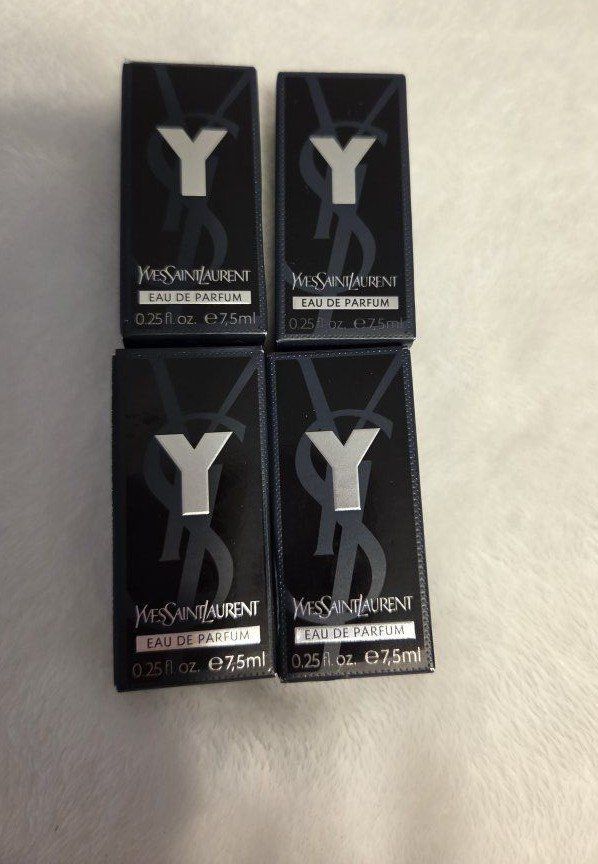 Y
YVESSAINTLAURENT
EAU DE PARFUM
0.25 fl. oz. ℮7,5ml
Y
YVESSAINTLAURENT
EAU DE PARFUM
0.25 fl. oz. ℮7,5ml
Y
YVESSAINTLAURENT
EAU DE PARFUM
0.25 fl. oz. ℮7,5ml
Y
YVESSAINTLAURENT
EAU DE PARFUM
0.25 fl. oz. ℮7,5ml